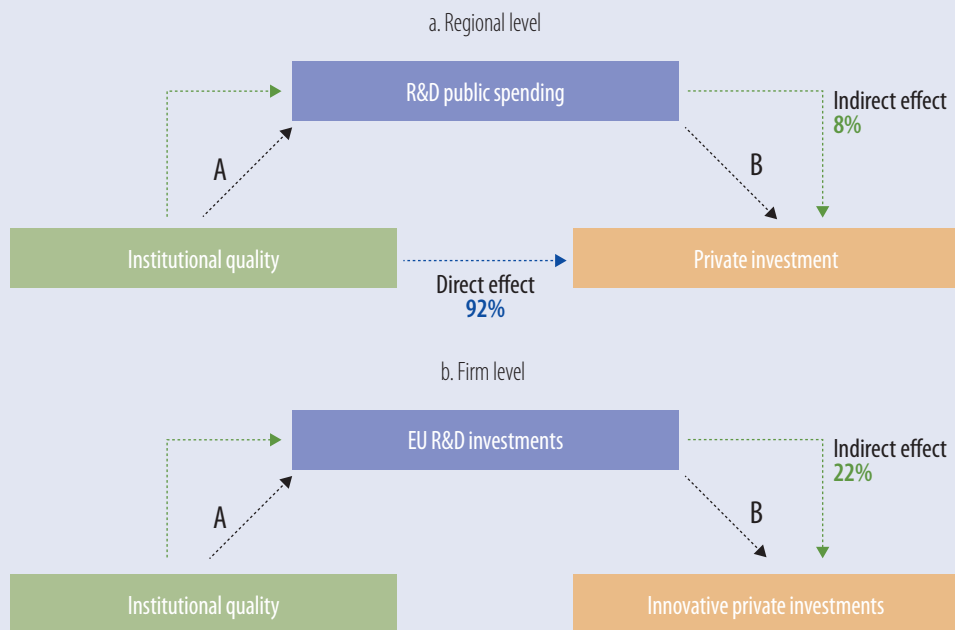 a. Regional level
R&D public spending
Indirect effect
8%
A
B
Institutional quality
Private investment
Direct effect
92%
b. Firm level
EU R&D investments
Indirect effect
22%
A
B
Institutional quality
Innovative private investments